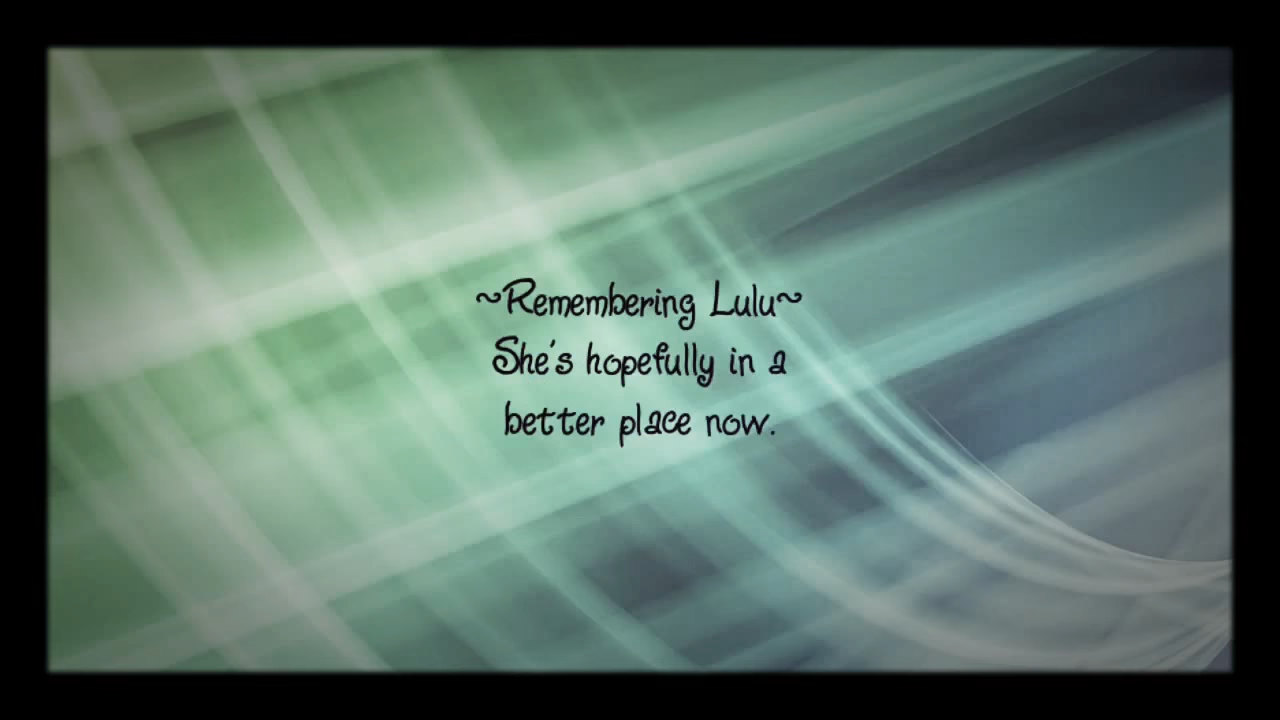 ~Remembering Lulu~
She's hopefully in a
better place now.